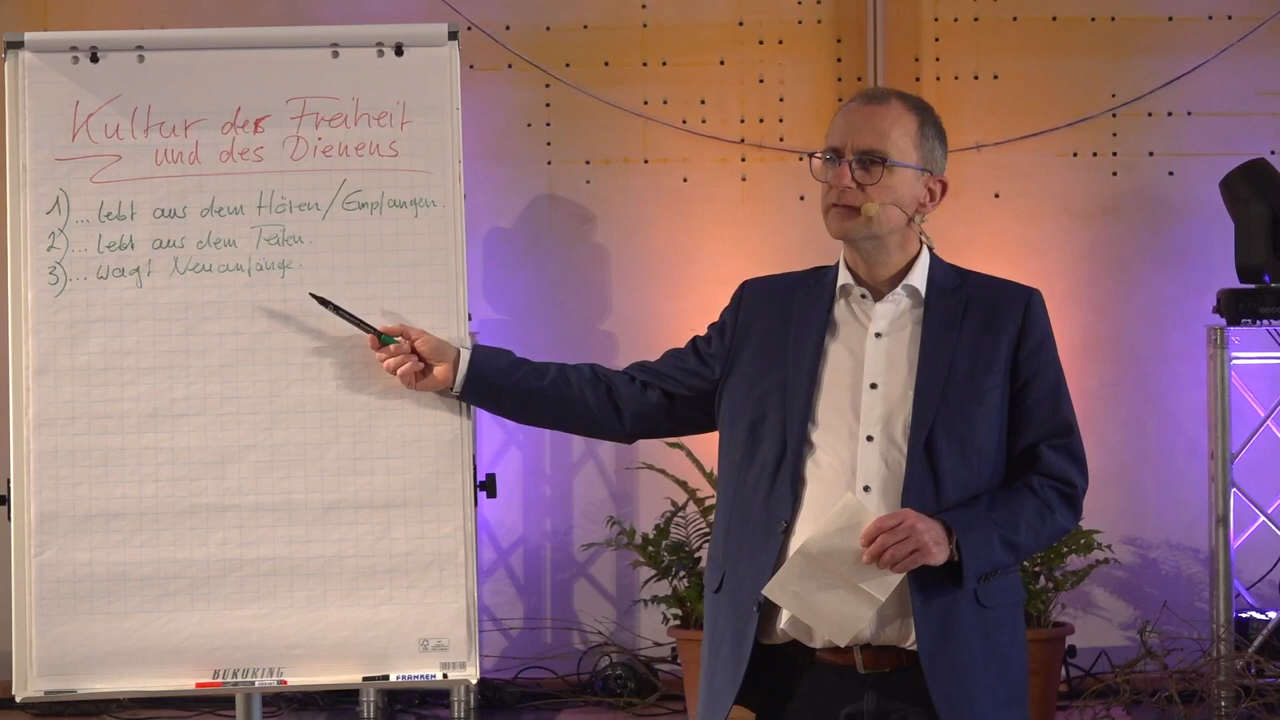 Kultur der Freiheit
und des Dienens
1)... lebt aus dem Hören/Empfangen.
2)... lebt aus dem Teilen.
3)... wagt Neuanfänge.
BÜROKING
FRANKEN